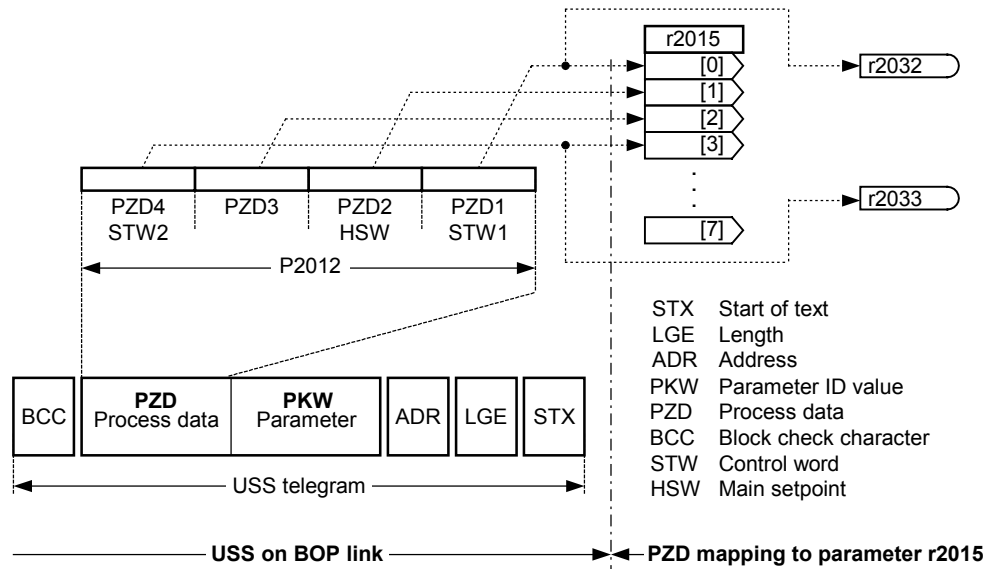 r2015
[0]
[1]
[2]
[3]
.
.
.
[7]
r2032
r2033
PZD4 PZD3 PZD2 PZD1
STW2 HSW STW1
P2012
STX Start of text
LGE Length
ADR Address
PKW Parameter ID value
PZD Process data
BCC Block check character
STW Control word
HSW Main setpoint
BCC
PZD
Process data
PKW
Parameter
ADR
LGE
STX
USS telegram
USS on BOP link
PZD mapping to parameter r2015